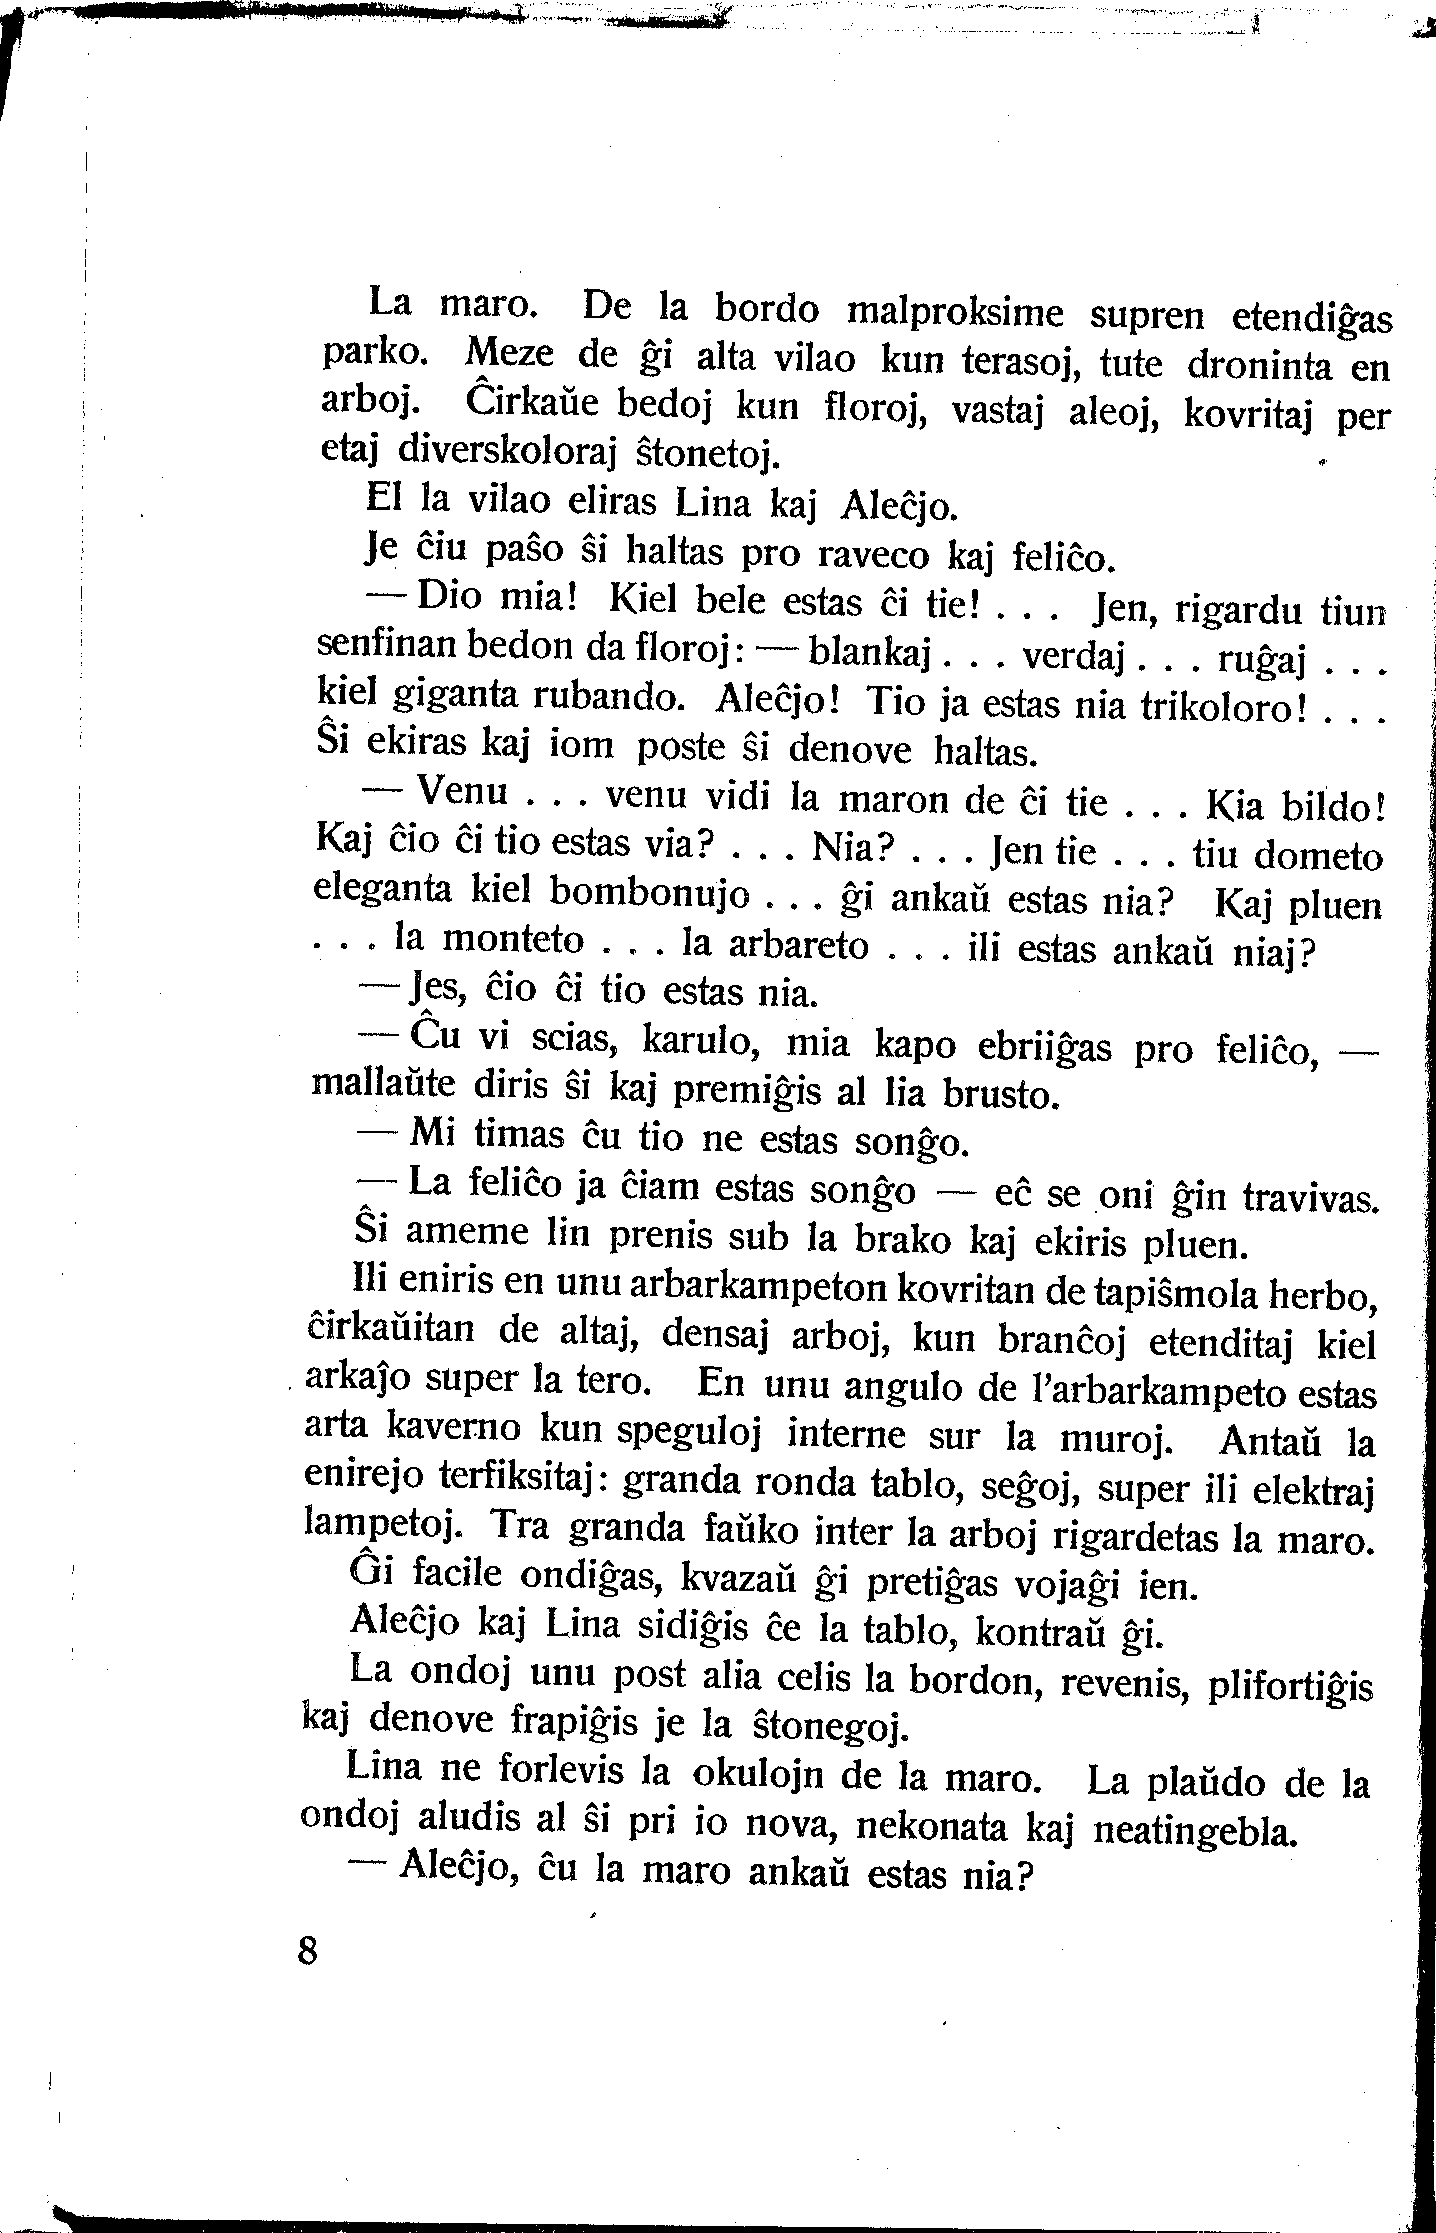 La maro. De la bordo malproksime supren etendiĝas
parko. Meze de ĝi alta vilao kun terasoj, tute droninta en
arboj. Ĉirkaŭe bedoj kun floroj, vastaj aleoj, kovritaj per
etaj diverskoloraj ŝtonetoj.
El la vilao eliras Lina kaj Aleĉjo.
Je ĉiu paŝo ŝi haltas pro raveco kaj feliĉo.
— Dio mia! Kiel bele estas ĉi tie! . . . Jen, rigardu tiun
senfinan bedon da floroj: — blankaj . . . verdaj . . . ruĝaj . . .
kiel giganta rubando. Aleĉjo! Tio ja estas nia trikoloro! . . .
Ŝi ekiras kaj iom poste ŝi denove haltas.
— Venu . . . venu vidi la maron de ĉi tie . . . Kia bildo!
Kaj ĉio ĉi tio estas via? . . . Nia? . . . Jen tie . . . tiu dometo
eleganta kiel bombonujo . . . ĝi ankaŭ estas nia? Kaj pluen
. . . la monteto . . . la arbareto . . . ili estas ankaŭ niaj?
— Jes, ĉio ĉi tio estas nia.
— Ĉu vi scias, karulo, mia kapo ebriiĝas pro feliĉo, —
mallaŭte diris ŝi kaj premiĝis al lia brusto.
— Mi timas ĉu tio ne estas sonĝo.
— La feliĉo ja ĉiam estas sonĝo — eĉ se oni ĝin travivas.
Ŝi ameme lin prenis sub la brako kaj ekiris pluen.
Ili eniris en unu arbarkampeton kovritan de tapiŝmola herbo,
ĉirkaŭitan de altaj, densaj arboj, kun branĉoj etenditaj kiel
arkaĵo super la tero. En unu angulo de l'arbarkampeto estas
arta kaverno kun speguloj interne sur la muroj. Antaŭ la
enirejo terfiksitaj: granda ronda tablo, seĝoj, super ili elektraj
lampetoj. Tra granda faŭko inter la arboj rigardetas la maro.
Ĝi facile ondiĝas, kvazaŭ ĝi pretiĝas vojaĝi ien.
Aleĉjo kaj Lina sidiĝis ĉe la tablo, kontraŭ ĝi.
La ondoj unu post alia celis la bordon, revenis, plifortiĝis
kaj denove frapiĝis je la ŝtonegoj.
Lina ne forlevis la okulojn de la maro. La plaŭdo de la
ondoj aludis al ŝi pri io nova, nekonata kaj neatingebla.
— Aleĉjo, ĉu la maro ankaŭ estas nia?
8